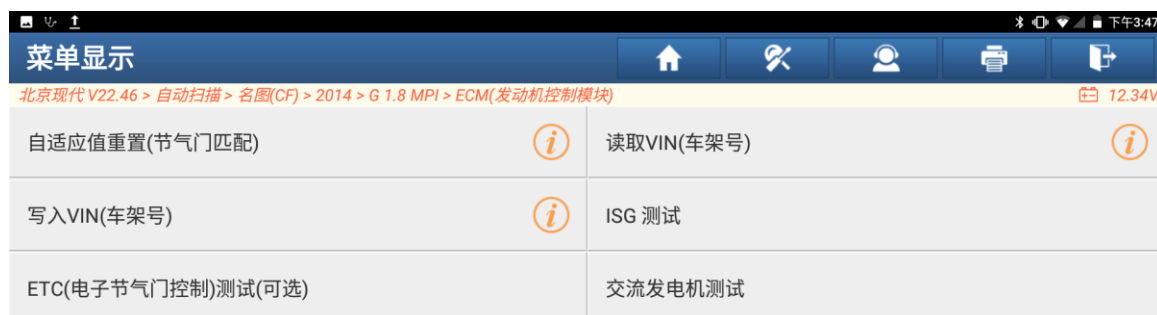 下午3:47
菜单显示
北京现代 V22.46 > 自动扫描 > 名图(CF) > 2014 > G 1.8 MPI > ECM(发动机控制模块)
12.34V
自适应值重置(节气门匹配)
读取VIN(车架号)
写入VIN(车架号)
ISG 测试
ETC(电子节气门控制)测试(可选)
交流发电机测试